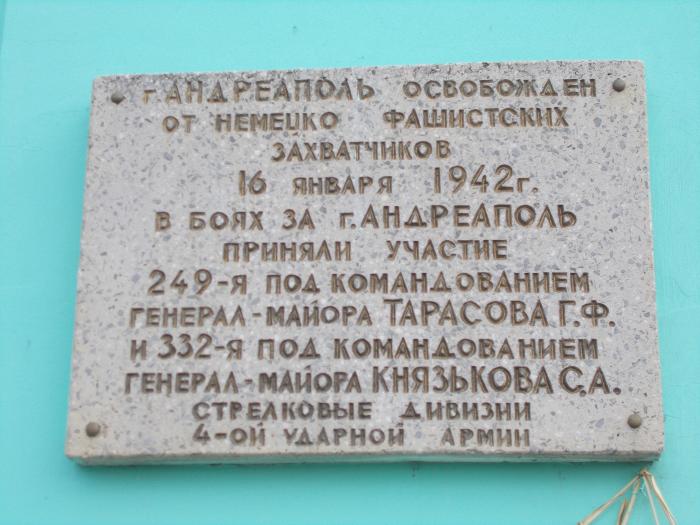 г. АНДРЕАПОЛЬ ОСВОБОЖДЕН
ОТ НЕМЕЦКО ФАШИСТСКИХ
ЗАХВАТЧИКОВ
16 ЯНВАРЯ 1942г.
В БОЯХ ЗА г. АНДРЕАПОЛЬ
ПРИНЯЛИ УЧАСТИЕ
249-Я ПОД КОМАНДОВАНИЕМ
ГЕНЕРАЛ-МАЙОРА ТАРАСОВА Г.Ф.
И 332-Я ПОД КОМАНДОВАНИЕМ
ГЕНЕРАЛ-МАЙОРА КНЯЗЬКОВА С.А.
СТРЕЛКОВЫЕ ДИВИЗИИ
4-ОЙ УДАРНОЙ АРМИИ